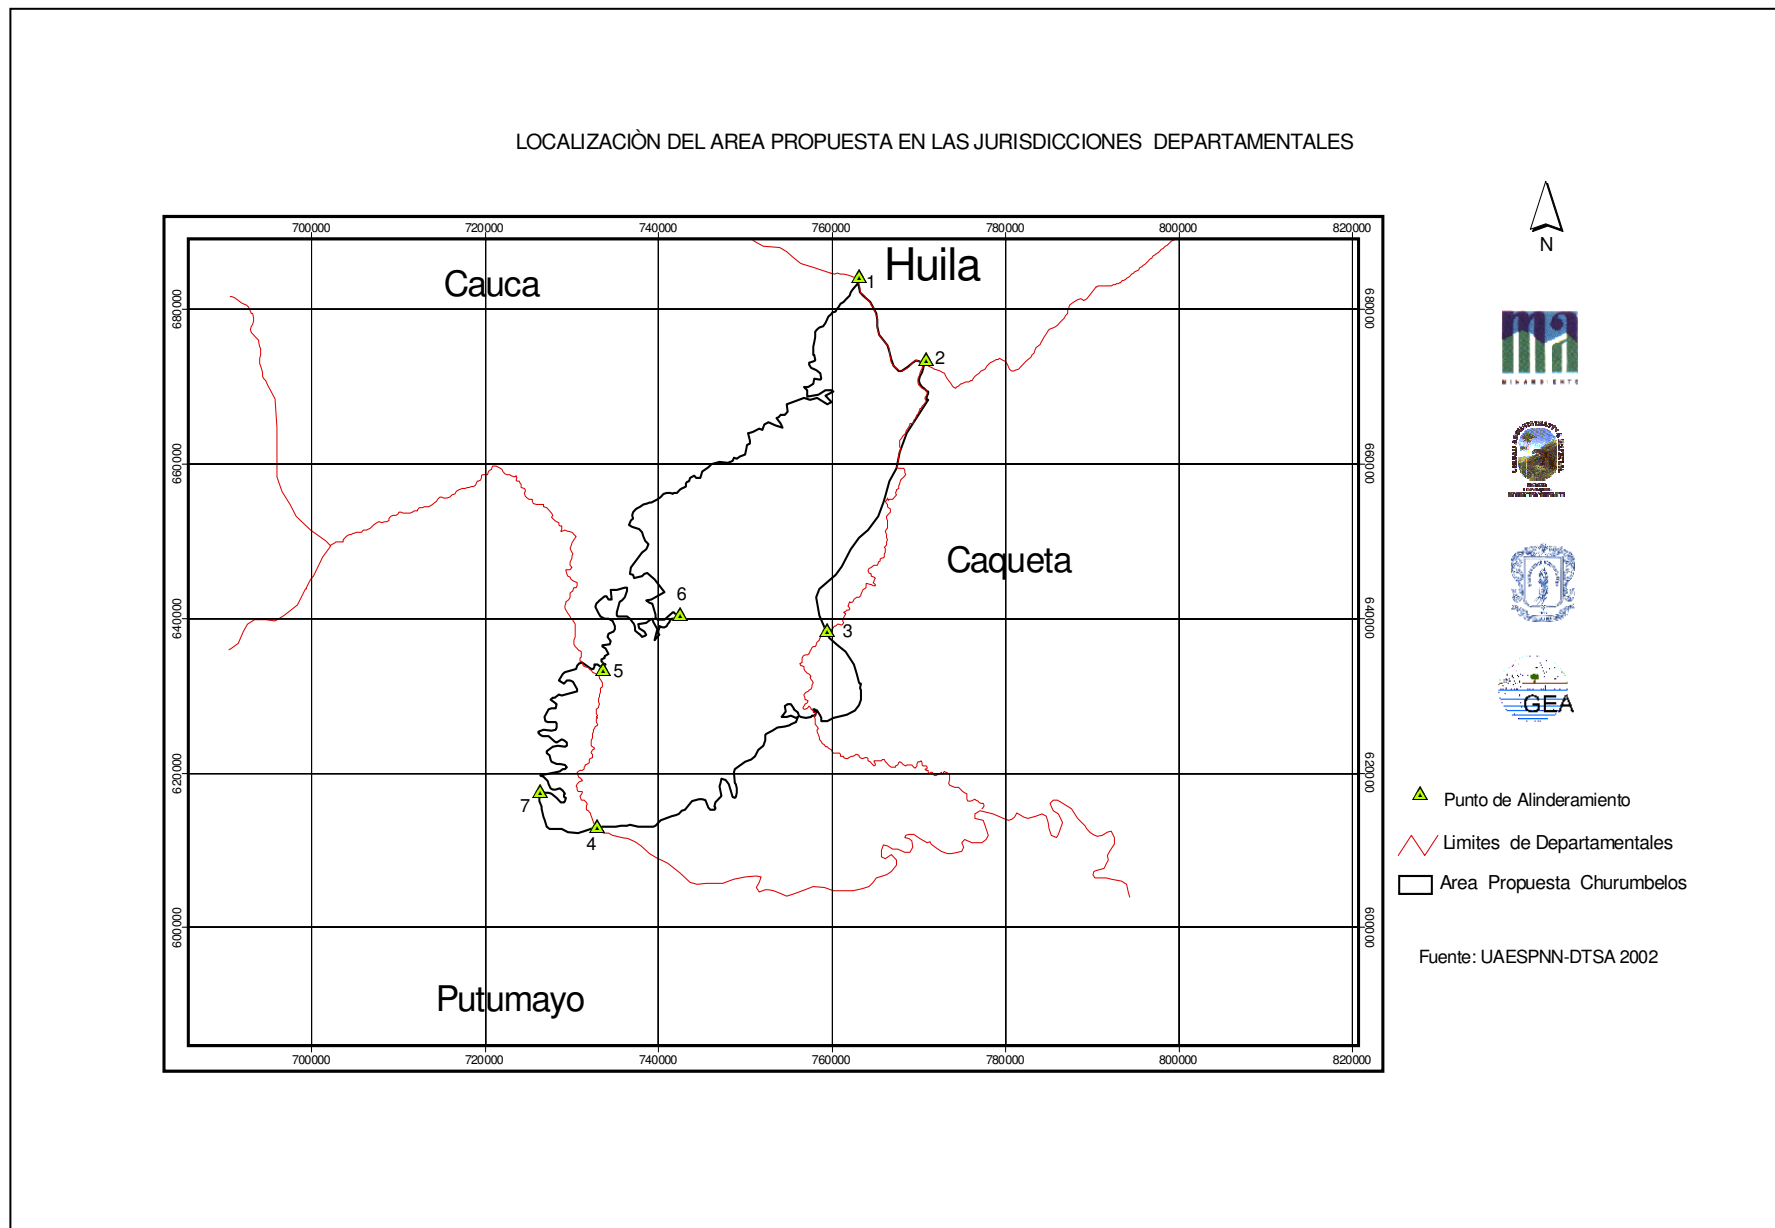 LOCALIZACIÒN DEL AREA PROPUESTA EN LAS JURISDICCIONES DEPARTAMENTALES
700000 720000 740000 760000 780000 800000 820000
Huila
Cauca
1
N
680000 680000
2
MINAMBIENTE
660000 660000
Caqueta
6
640000 640000
3
5
GEA
620000 620000
7
Punto de Alinderamiento
4
Limites de Departamentales
Area Propuesta Churumbelos
600000 600000
Fuente: UAESPNN-DTSA 2002
Putumayo
700000 720000 740000 760000 780000 800000 820000